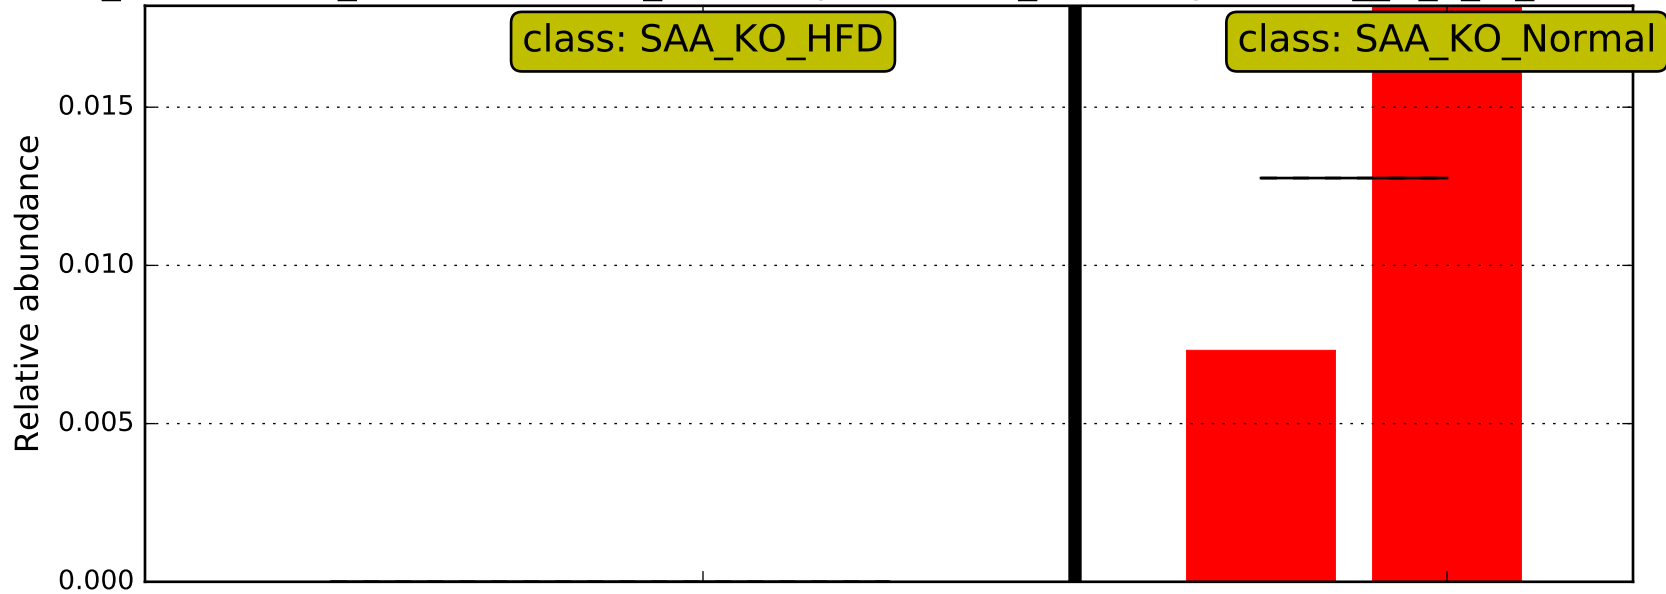 class: SAA_KO_HFD
class: SAA_KO_Normal
Relative abundance
0.015
0.010
0.005
0.000